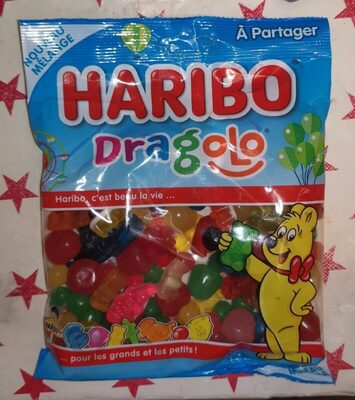 NOUVEAU
MÉLANGE
À Partager
HARIBO
Dragolo
Haribo, c'est beau la vie ...
... pour les grands et les petits !